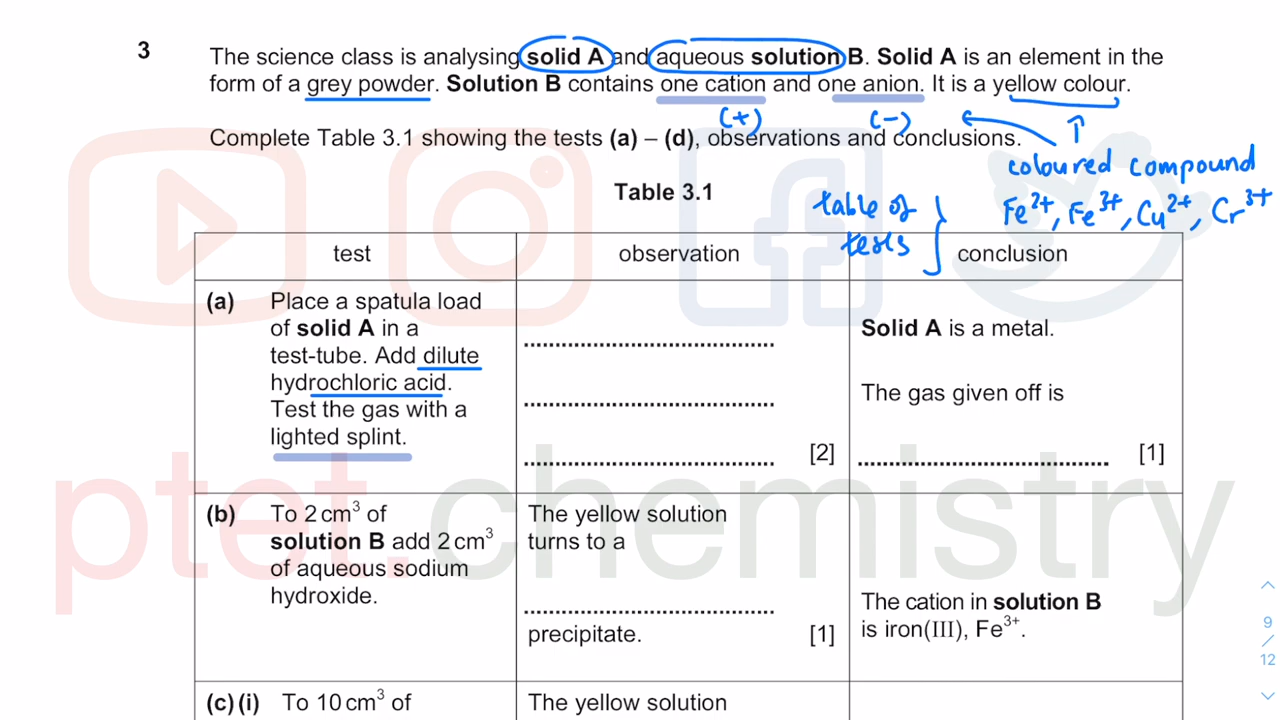 3
The science class is analysing solid A and aqueous solution B. Solid A is an element in the
form of a grey powder. Solution B contains one cation and one anion. It is a yellow colour.
(+)
(-)
Complete Table 3.1 showing the tests (a) – (d), observations and conclusions.
coloured compound
Fe²⁺, Fe³⁺, Cu²⁺, Cr³⁺
Table 3.1
table of
tests
test
observation
conclusion
(a) Place a spatula load
of solid A in a
test-tube. Add dilute
hydrochloric acid.
Test the gas with a
lighted splint.
........................................
........................................
........................................ [2]
Solid A is a metal.
The gas given off is
........................................ [1]
(b) To 2 cm³ of
solution B add 2 cm³
of aqueous sodium
hydroxide.
The yellow solution
turns to a
........................................
precipitate. [1]
The cation in solution B
is iron(III), Fe³⁺.
(c) (i) To 10 cm³ of
The yellow solution
ptet.chemistry
9
/
12